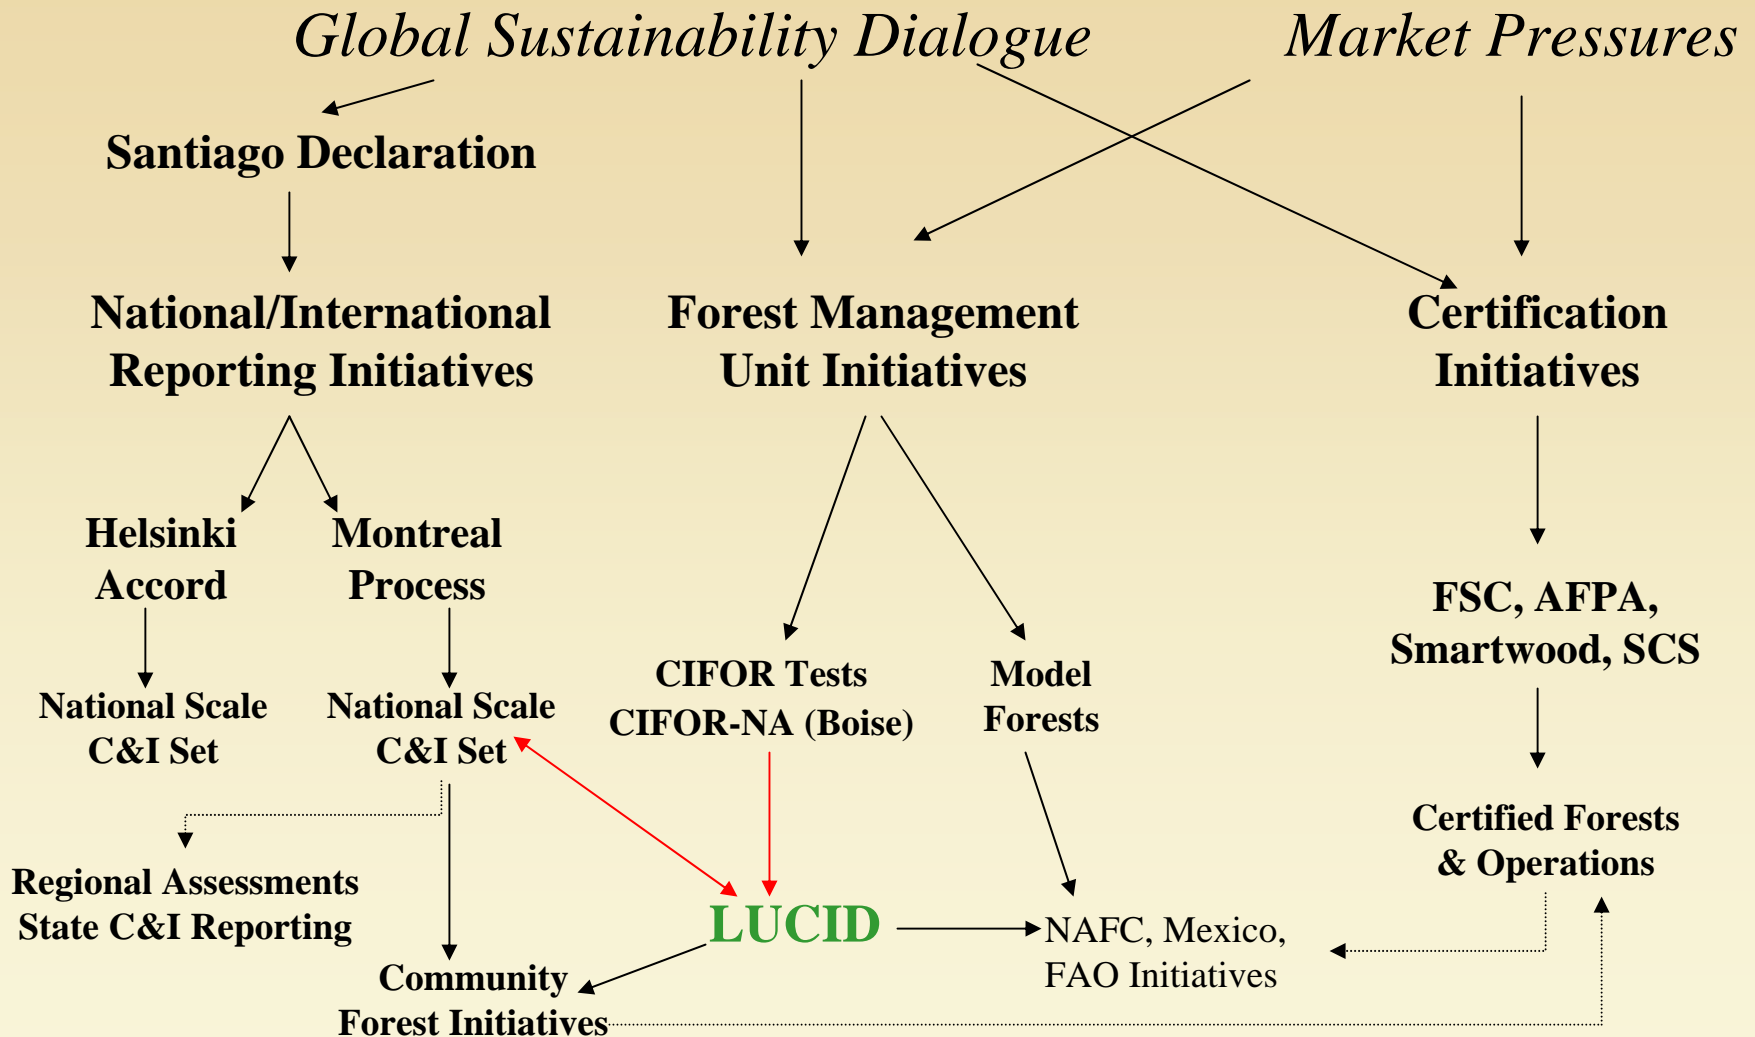 Global Sustainability Dialogue
Market Pressures
Santiago Declaration
National/International
Reporting Initiatives
Forest Management
Unit Initiatives
Certification
Initiatives
Helsinki
Accord
Montreal
Process
FSC, AFPA,
Smartwood, SCS
National Scale
C&I Set
National Scale
C&I Set
CIFOR Tests
CIFOR-NA (Boise)
Model
Forests
Certified Forests
& Operations
Regional Assessments
State C&I Reporting
LUCID
NAFC, Mexico,
FAO Initiatives
Community
Forest Initiatives